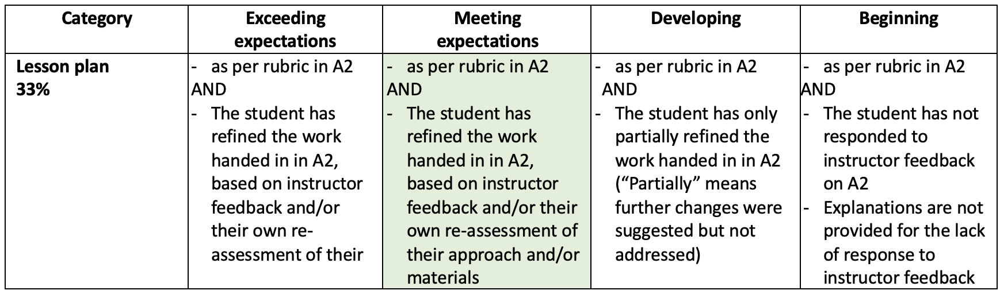 Category
Exceeding
expectations
Meeting
expectations
Developing
Beginning
Lesson plan
33%
- as per rubric in A2
AND
- The student has
refined the work
handed in in A2,
based on instructor
feedback and/or
their own re-
assessment of their
- as per rubric in A2
AND
- The student has
refined the work
handed in in A2,
based on instructor
feedback and/or their
own re-assessment of
their approach and/or
materials
- as per rubric in A2
AND
- The student has only
partially refined the
work handed in in A2
(“Partially” means
further changes were
suggested but not
addressed)
- as per rubric in A2
AND
- The student has not
responded to
instructor feedback
on A2
- Explanations are not
provided for the lack
of response to
instructor feedback